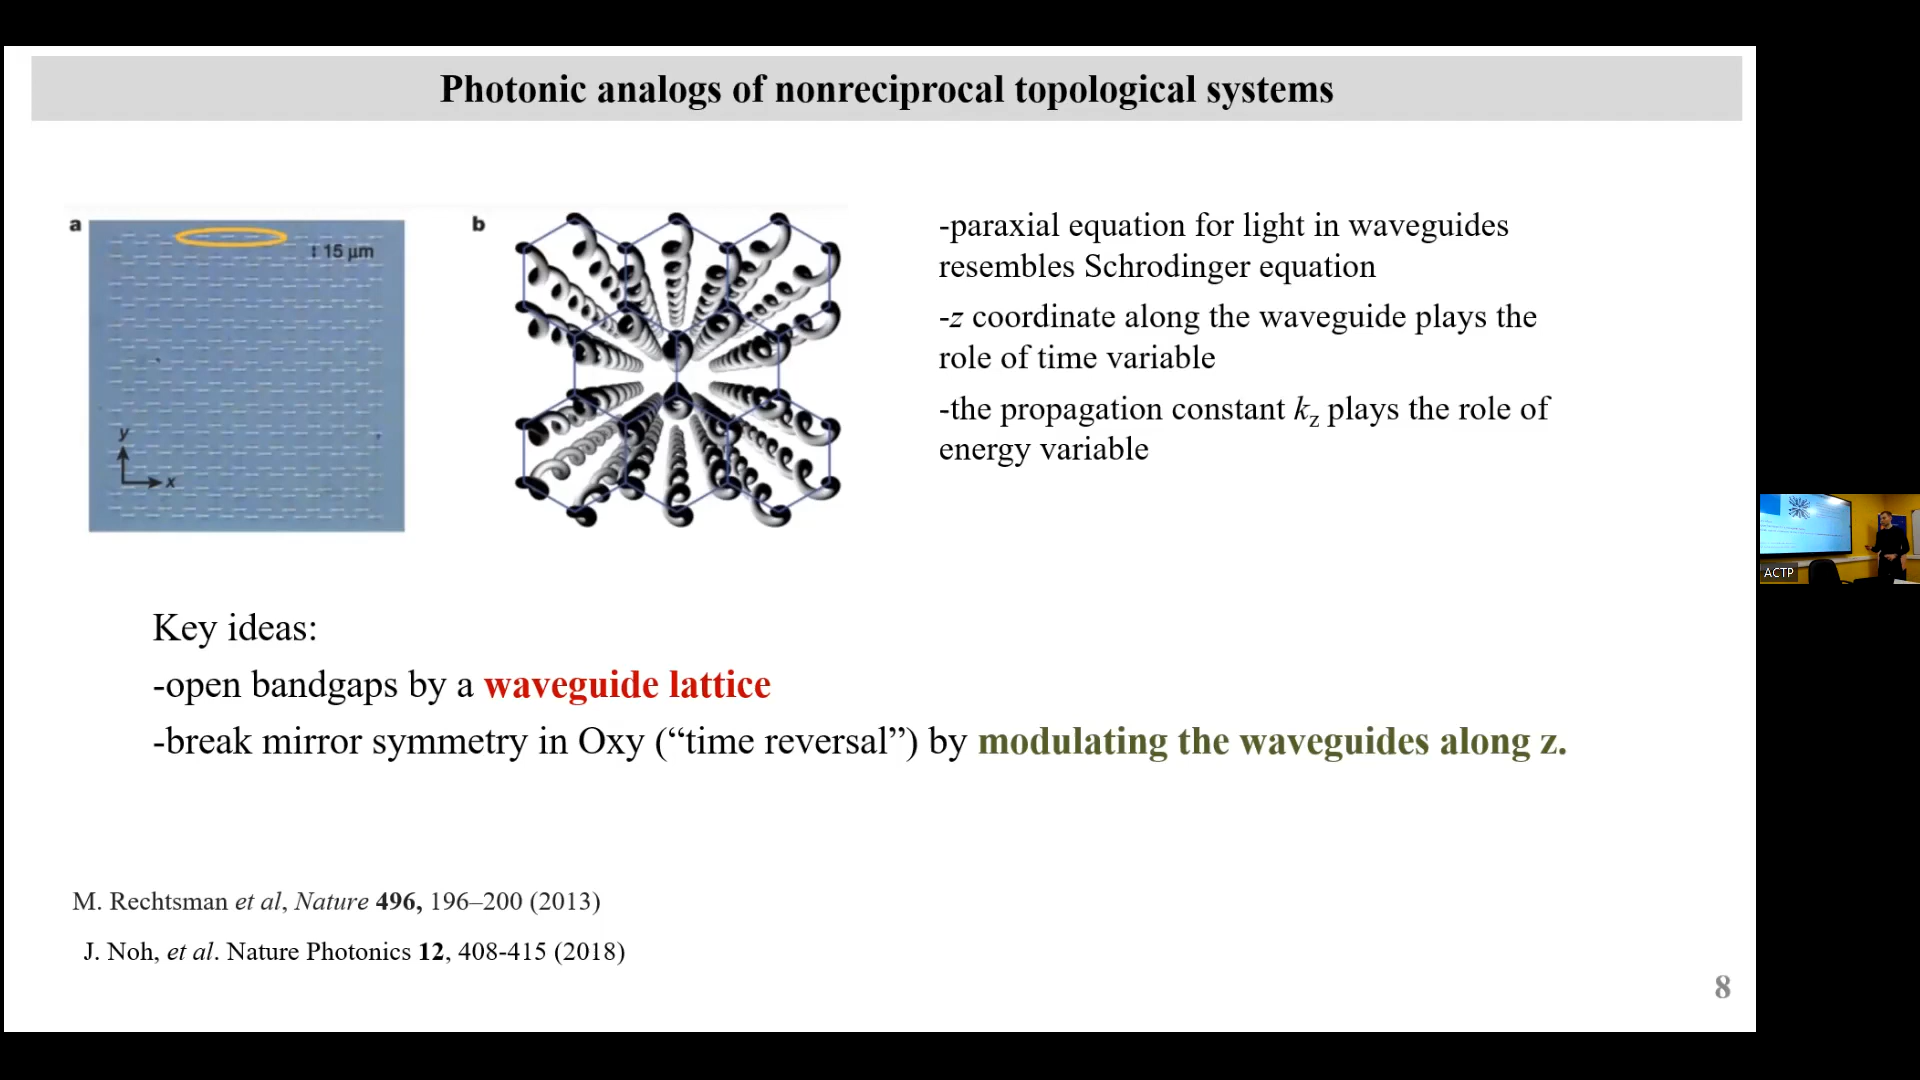 Photonic analogs of nonreciprocal topological systems
a
15 μm
y
x
b
-paraxial equation for light in waveguides
resembles Schrodinger equation
-z coordinate along the waveguide plays the
role of time variable
-the propagation constant kz plays the role of
energy variable
Key ideas:
-open bandgaps by a waveguide lattice
-break mirror symmetry in Oxy (“time reversal”) by modulating the waveguides along z.
M. Rechtsman et al, Nature 496, 196–200 (2013)
J. Noh, et al. Nature Photonics 12, 408-415 (2018)
8
ACTP